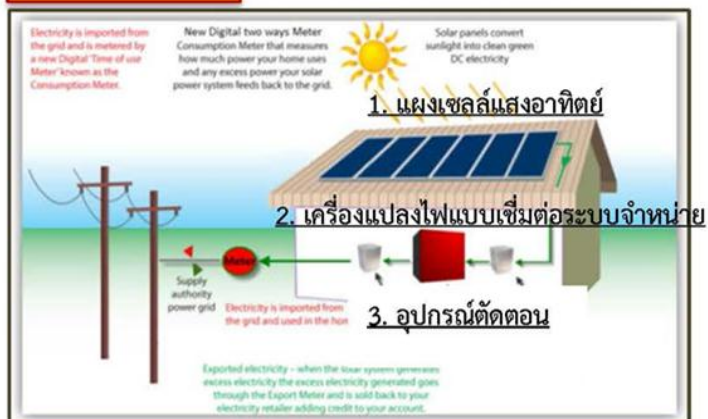 Electricity is imported from
the grid and is metered by
a new Digital 'Time of use
Meter' known as the
Consumption Meter.
New Digital two ways Meter
Consumption Meter that measures
how much power your home uses
and any excess power your solar
power system feeds back to the grid.
Solar panels convert
sunlight into clean green
DC electricity
1. แผงเซลล์แสงอาทิตย์
2. เครื่องแปลงไฟแบบเชื่มต่อระบบจำหน่าย
Meter
Supply
authority
power grid
Electricity is imported from
the grid and used in the hom
3. อุปกรณ์ตัดตอน
Exported electricity - when the solar system generates
excess electricity the excess electricity generated goes
through the Export Meter and is sold back to your
electricity retailer adding credit to your account.